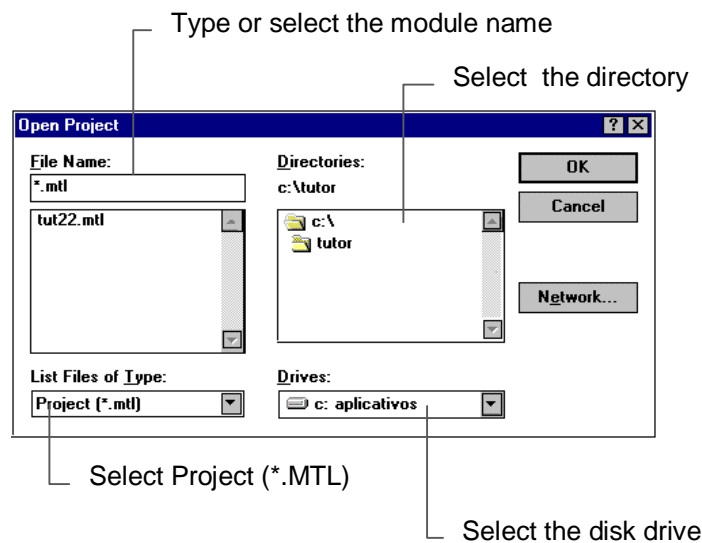 Type or select the module name
Select the directory
Open Project
File Name:
*.mtl
tut22.mtl
Directories:
c:\tutor
c:\
tutor
OK
Cancel
Network...
List Files of Type:
Project (*.mtl)
Drives:
c: aplicativos
Select Project (*.MTL)
Select the disk drive